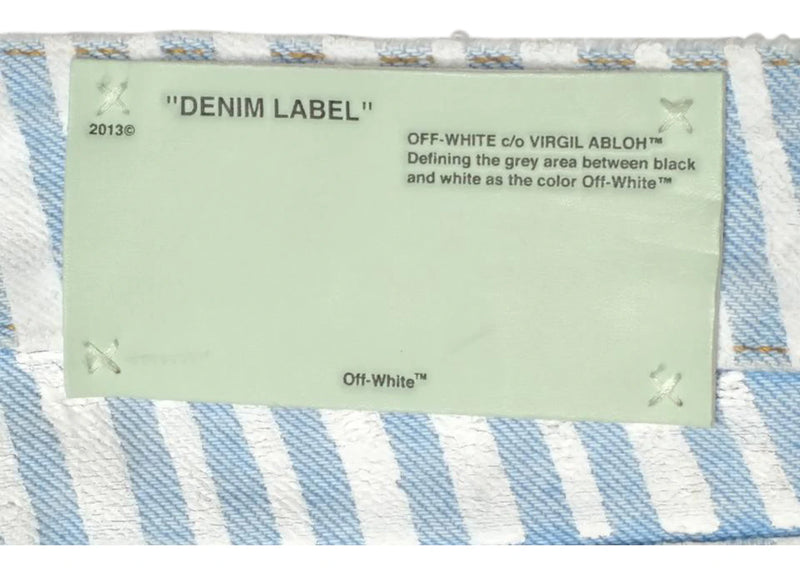 "DENIM LABEL"
2013©
OFF-WHITE c/o VIRGIL ABLOH™
Defining the grey area between black
and white as the color Off-White™
Off-White™